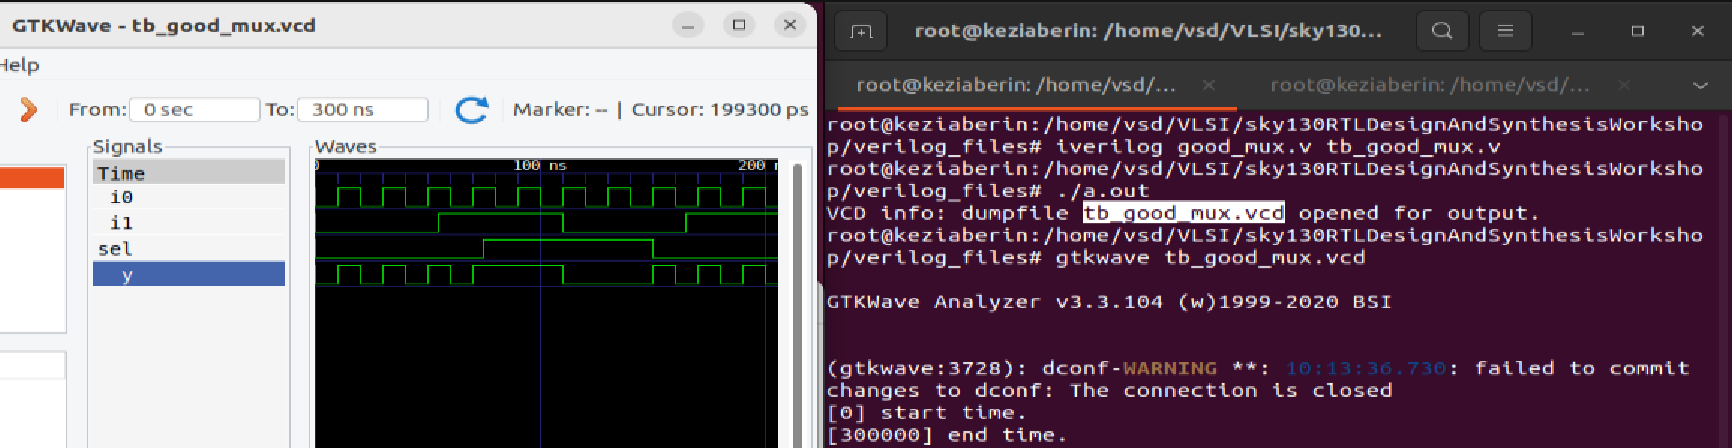 GTKWave - tb_good_mux.vcd
Help
From: 0 sec To: 300 ns Marker: -- | Cursor: 199300 ps
Signals
Time
i0
i1
sel
y
Waves
100 ns 200
root@keziaberin: /home/vsd/VLSI/sky130...
root@keziaberin: /home/vsd/... root@keziaberin: /home/vsd/...
root@keziaberin:/home/vsd/VLSI/sky130RTLDesignAndSynthesisWorksho
p/verilog_files# iverilog good_mux.v tb_good_mux.v
root@keziaberin:/home/vsd/VLSI/sky130RTLDesignAndSynthesisWorksho
p/verilog_files# ./a.out
VCD info: dumpfile tb_good_mux.vcd opened for output.
root@keziaberin:/home/vsd/VLSI/sky130RTLDesignAndSynthesisWorksho
p/verilog_files# gtkwave tb_good_mux.vcd
GTKWave Analyzer v3.3.104 (w)1999-2020 BSI
(gtkwave:3728): dconf-WARNING **: 10:13:36.730: failed to commit
changes to dconf: The connection is closed
[0] start time.
[300000] end time.